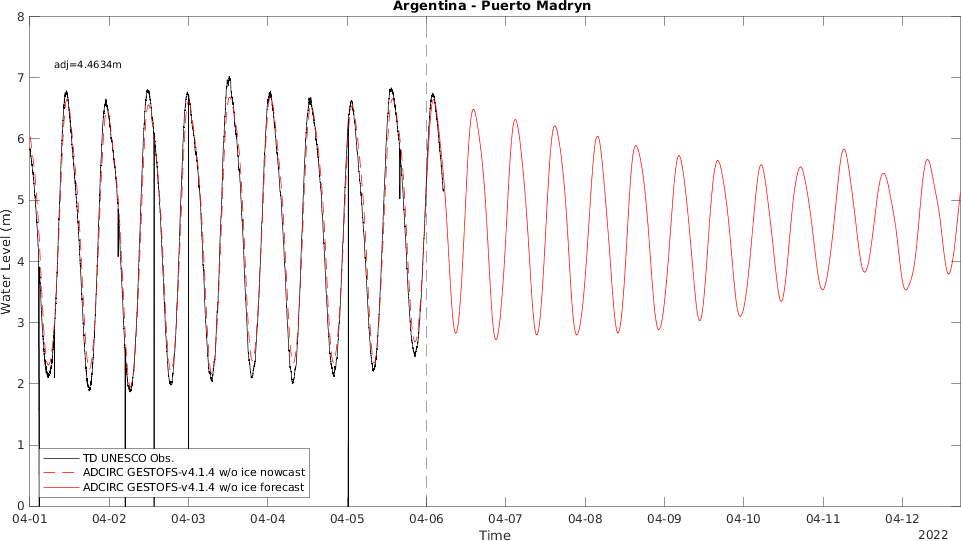 Argentina - Puerto Madryn
8
7
6
5
4
3
2
1
0
Water Level (m)
adj=4.4634m
TD UNESCO Obs.
ADCIRC GESTOFS-v4.1.4 w/o ice nowcast
ADCIRC GESTOFS-v4.1.4 w/o ice forecast
04-01 04-02 04-03 04-04 04-05 04-06 04-07 04-08 04-09 04-10 04-11 04-12
Time
2022